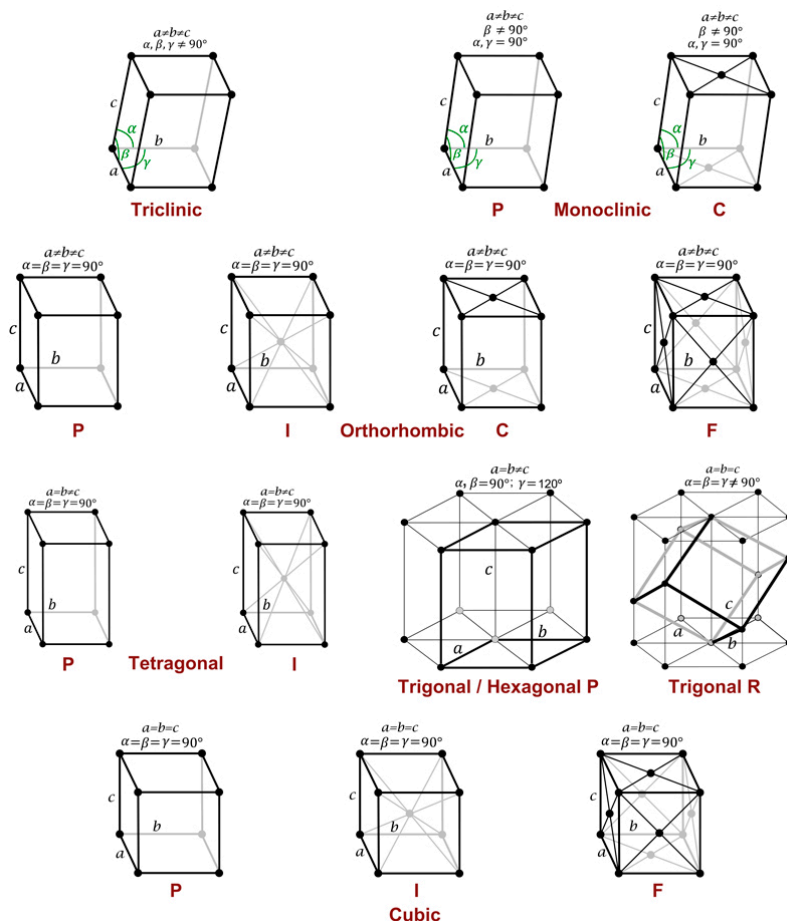 a≠b≠c
α, β, γ ≠ 90°
c
α
b
β
γ
a
Triclinic
a≠b≠c
β ≠ 90°
α, γ = 90°
c
α
b
β
γ
a
P
a≠b≠c
β ≠ 90°
α, γ = 90°
c
α
b
β
γ
a
C
Monoclinic
a≠b≠c
α=β=γ=90°
c
b
a
P
a≠b≠c
α=β=γ=90°
c
b
a
I
a≠b≠c
α=β=γ=90°
c
b
a
C
a≠b≠c
α=β=γ=90°
c
b
a
F
Orthorhombic
a=b≠c
α=β=γ=90°
c
b
a
P
a=b≠c
α=β=γ=90°
c
b
a
I
Tetragonal
a=b≠c
α, β=90°; γ=120°
c
a
b
Trigonal / Hexagonal P
a=b=c
α=β=γ≠90°
c
a
b
Trigonal R
a=b=c
α=β=γ=90°
c
b
a
P
a=b=c
α=β=γ=90°
c
b
a
I
a=b=c
α=β=γ=90°
c
b
a
F
Cubic